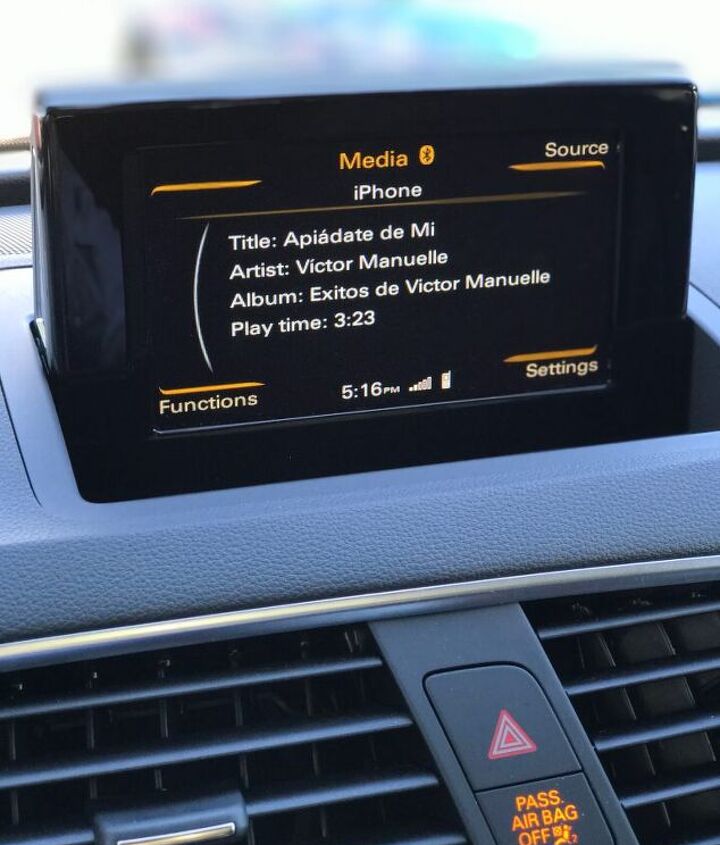 Media
Source
iPhone
Title: Apiádate de Mi
Artist: Víctor Manuelle
Album: Exitos de Victor Manuelle
Play time: 3:23
Functions
5:16PM
Settings
PASS.
AIR BAG
OFF